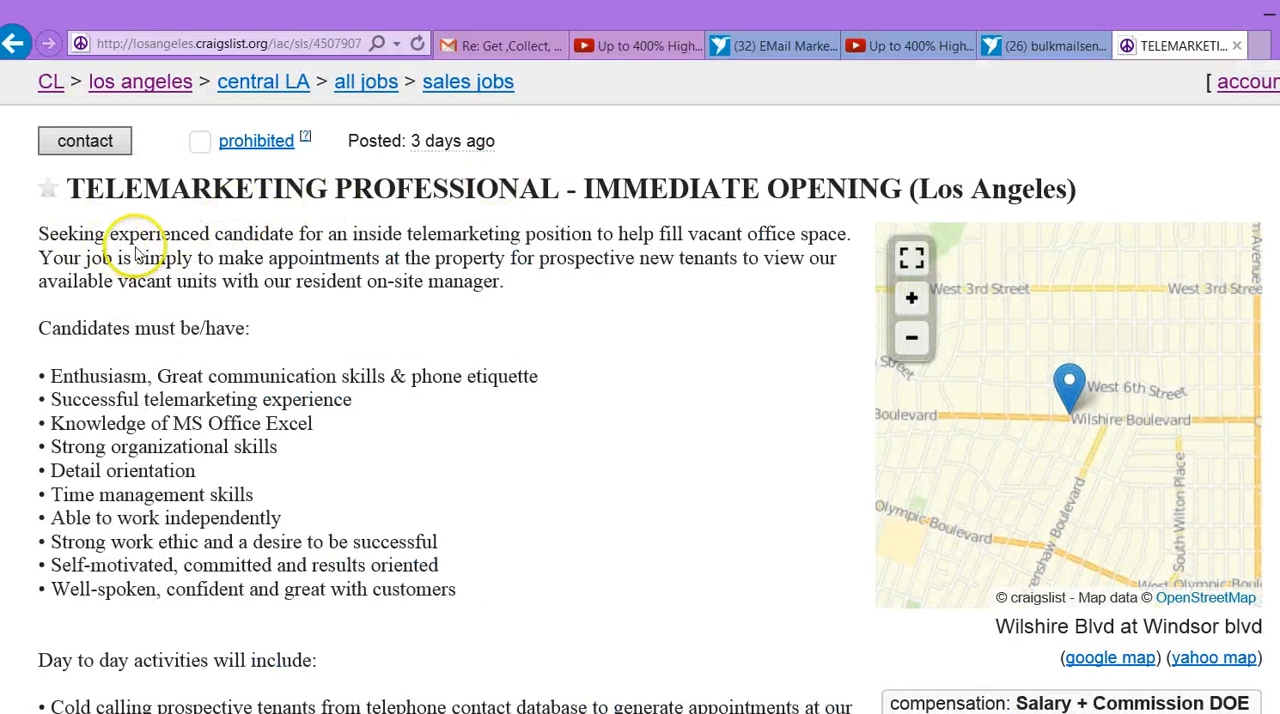 http://losangeles.craigslist.org/iac/sls/4507907
Re: Get ,Collect, ...
Up to 400% High...
(32) EMail Marke...
Up to 400% High...
(26) bulkmailsen...
TELEMARKETI...
CL > los angeles > central LA > all jobs > sales jobs
[ accoun
contact
prohibited [?]
Posted: 3 days ago
TELEMARKETING PROFESSIONAL - IMMEDIATE OPENING (Los Angeles)
Seeking experienced candidate for an inside telemarketing position to help fill vacant office space.
Your job is simply to make appointments at the property for prospective new tenants to view our
available vacant units with our resident on-site manager.
Candidates must be/have:
• Enthusiasm, Great communication skills & phone etiquette
• Successful telemarketing experience
• Knowledge of MS Office Excel
• Strong organizational skills
• Detail orientation
• Time management skills
• Able to work independently
• Strong work ethic and a desire to be successful
• Self-motivated, committed and results oriented
• Well-spoken, confident and great with customers
Day to day activities will include:
• Cold calling prospective tenants from telephone contact database to generate appointments at our
+
−
West 3rd Street
West 3rd Stree
m Avenue
Street
West 6th Street
Boulevard
Wilshire Boulevard
Olympic Boulevard
renshaw Boulevard
South Wilton Place
West Olympic Boul
© craigslist - Map data © OpenStreetMap
Wilshire Blvd at Windsor blvd
(google map) (yahoo map)
compensation: Salary + Commission DOE